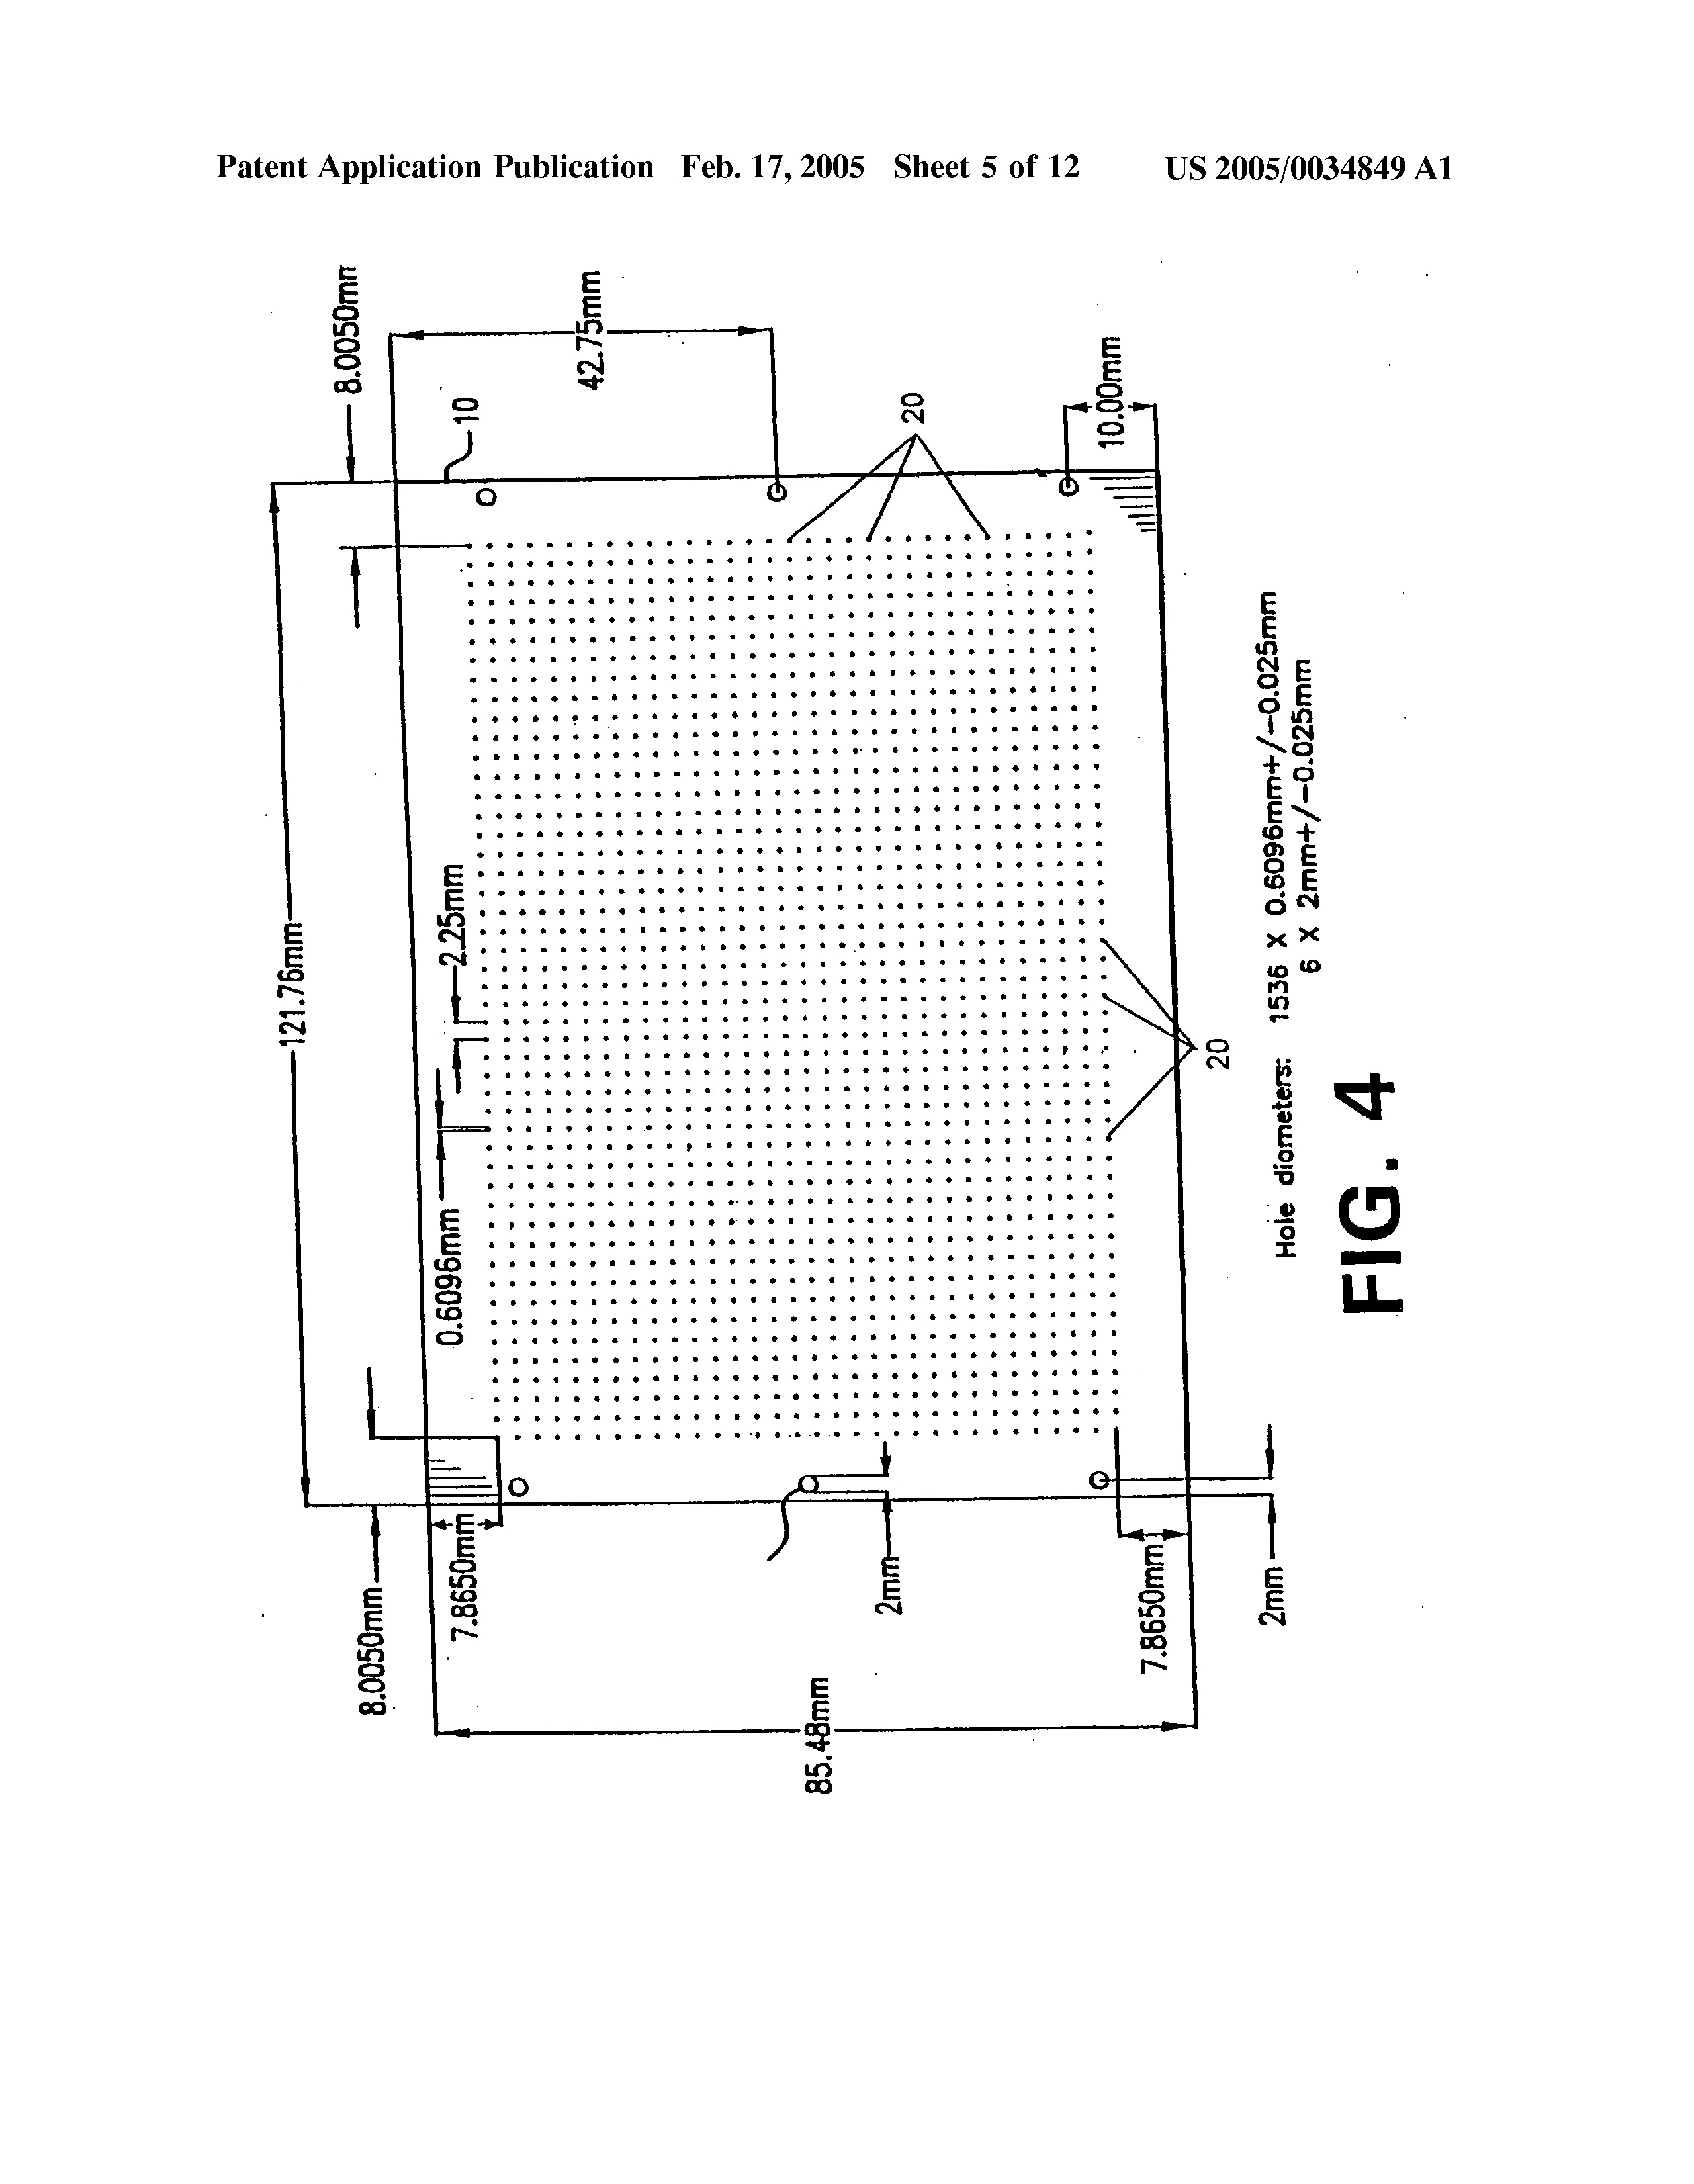 Patent Application Publication Feb. 17, 2005 Sheet 5 of 12 US 2005/0034849 A1
121.76mm
8.0050mm
8.0050mm
10
42.75mm
0.6096mm
2.25mm
7.8650mm
20
10.00mm
2mm
85.48mm
7.8650mm
20
2mm
Hole diameters: 1536 X 0.6096mm+/-0.025mm
6 X 2mm+/-0.025mm
FIG. 4